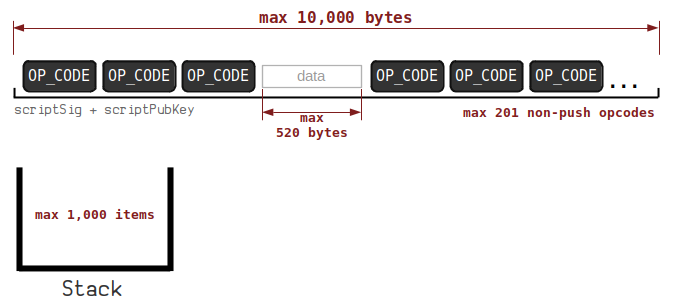 max 10,000 bytes
OP_CODE OP_CODE OP_CODE data OP_CODE OP_CODE OP_CODE ...
scriptSig + scriptPubKey
max
520 bytes
max 201 non-push opcodes
max 1,000 items
Stack